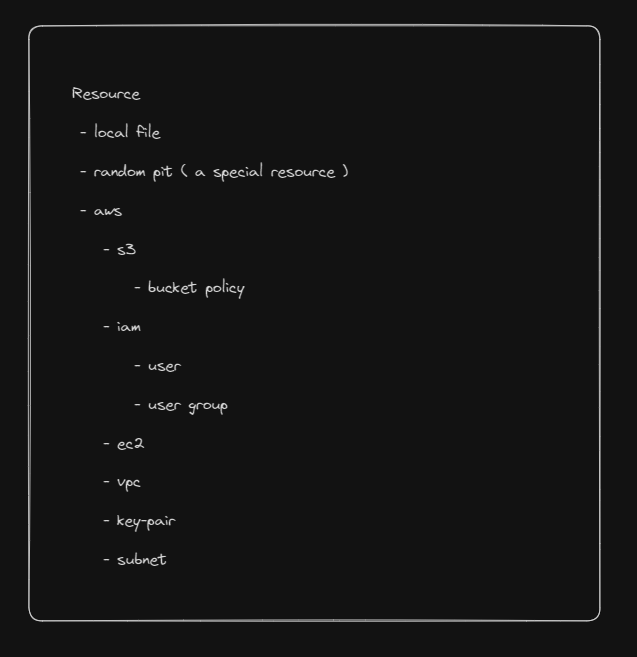 Resource
- local file
- random pit ( a special resource )
- aws
- s3
- bucket policy
- iam
- user
- user group
- ec2
- vpc
- key-pair
- subnet